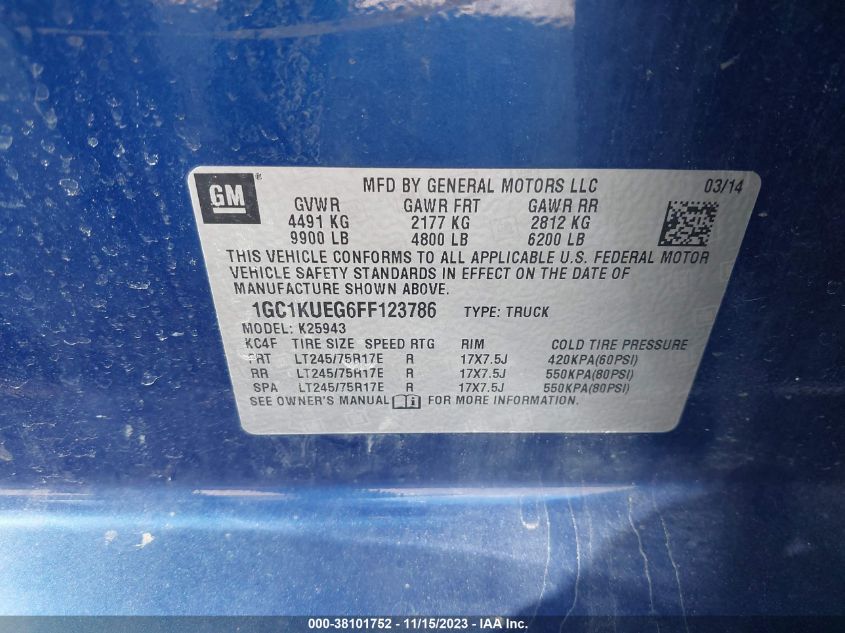 GM®
MFD BY GENERAL MOTORS LLC 03/14
GVWR GAWR FRT GAWR RR
4491 KG 2177 KG 2812 KG
9900 LB 4800 LB 6200 LB
THIS VEHICLE CONFORMS TO ALL APPLICABLE U.S. FEDERAL MOTOR
VEHICLE SAFETY STANDARDS IN EFFECT ON THE DATE OF
MANUFACTURE SHOWN ABOVE.
1GC1KUEG6FF123786 TYPE: TRUCK
MODEL: K25943
KC4F TIRE SIZE SPEED RTG RIM COLD TIRE PRESSURE
FRT LT245/75R17E R 17X7.5J 420KPA(60PSI)
RR LT245/75R17E R 17X7.5J 550KPA(80PSI)
SPA LT245/75R17E R 17X7.5J 550KPA(80PSI)
SEE OWNER'S MANUAL FOR MORE INFORMATION.
000-38101752 - 11/15/2023 - IAA Inc.